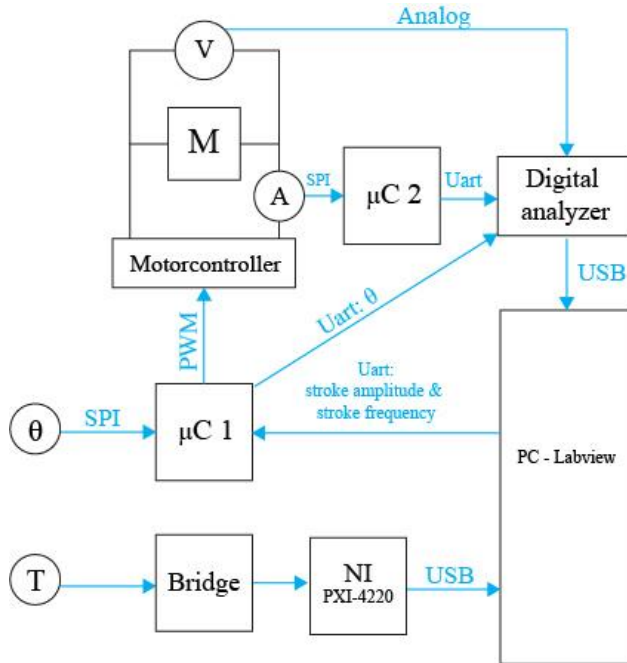 Analog
V
M
A
SPI
μC 2
Uart
Digital
analyzer
Motorcontroller
USB
PWM
Uart: θ
Uart:
stroke amplitude &
stroke frequency
θ
SPI
μC 1
PC - Labview
T
Bridge
NI
PXI-4220
USB